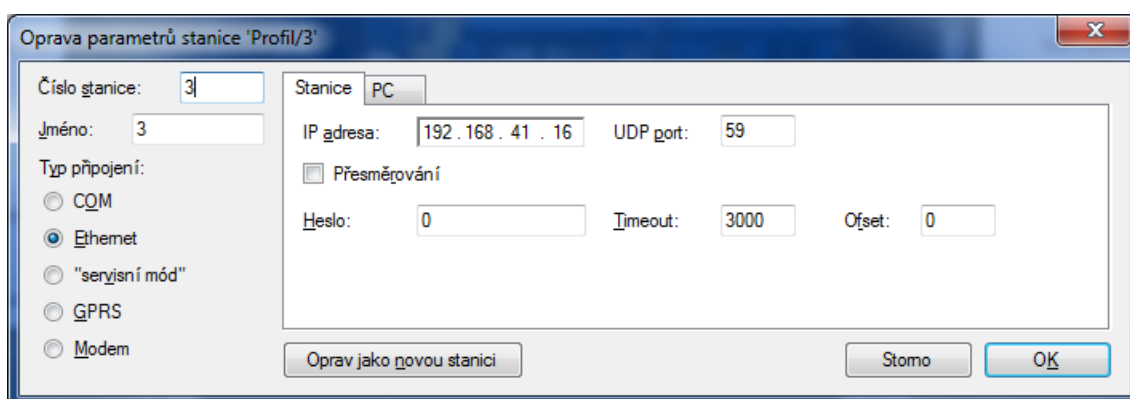 Oprava parametrů stanice 'Profil/3'
Číslo stanice: 3
Jméno: 3
Typ připojení:
COM
Ethernet
"servisní mód"
GPRS
Modem
Stanice PC
IP adresa: 192 . 168 . 41 . 16 UDP port: 59
Přesměrování
Heslo: 0 Timeout: 3000 Ofset: 0
Oprav jako novou stanici Storno OK